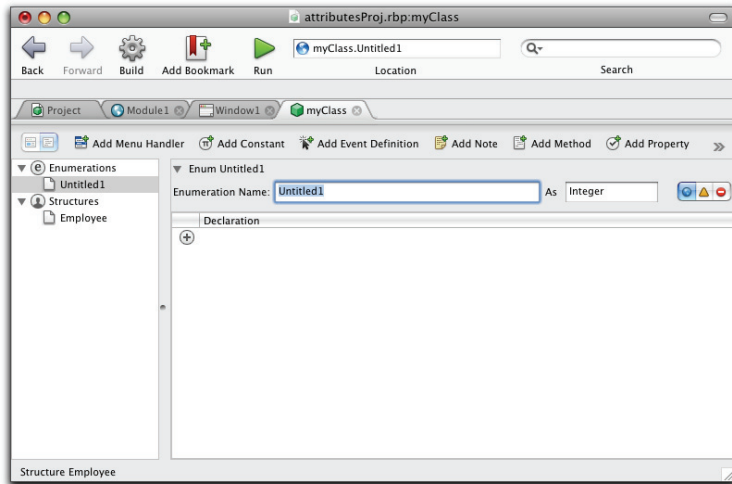 attributesProj.rbp:myClass
myClass.Untitled1
Back Forward Build Add Bookmark Run Location Search
Project Module1 Window1 myClass
Add Menu Handler Add Constant Add Event Definition Add Note Add Method Add Property
Enumerations
Untitled1
Structures
Employee
Enum Untitled1
Enumeration Name: Untitled1 As Integer
Declaration
Structure Employee